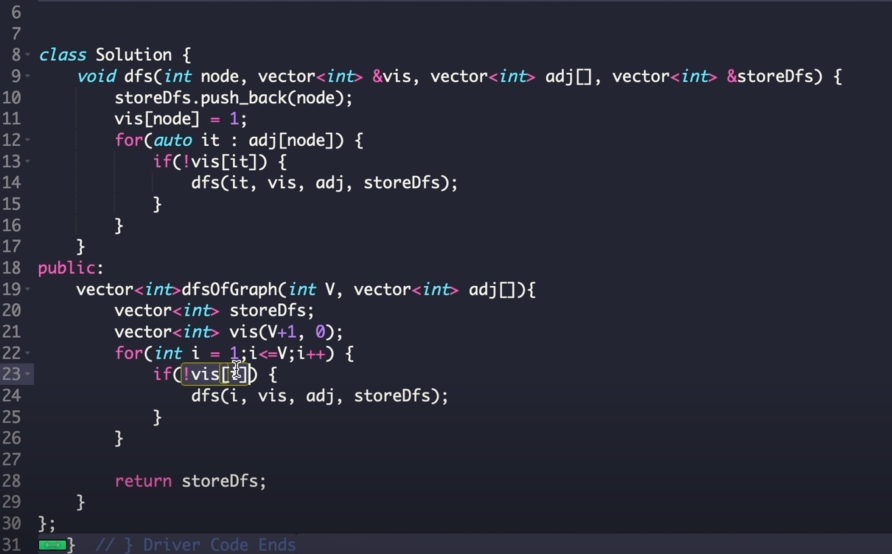 6
7
8 class Solution {
9 void dfs(int node, vector<int> &vis, vector<int> adj[], vector<int> &storeDfs) {
10 storeDfs.push_back(node);
11 vis[node] = 1;
12 for(auto it : adj[node]) {
13 if(!vis[it]) {
14 dfs(it, vis, adj, storeDfs);
15 }
16 }
17 }
18 public:
19 vector<int>dfsOfGraph(int V, vector<int> adj[]){
20 vector<int> storeDfs;
21 vector<int> vis(V+1, 0);
22 for(int i = 1;i<=V;i++) {
23 if(!vis[i]) {
24 dfs(i, vis, adj, storeDfs);
25 }
26 }
27
28 return storeDfs;
29 }
30 };
31 } // } Driver Code Ends